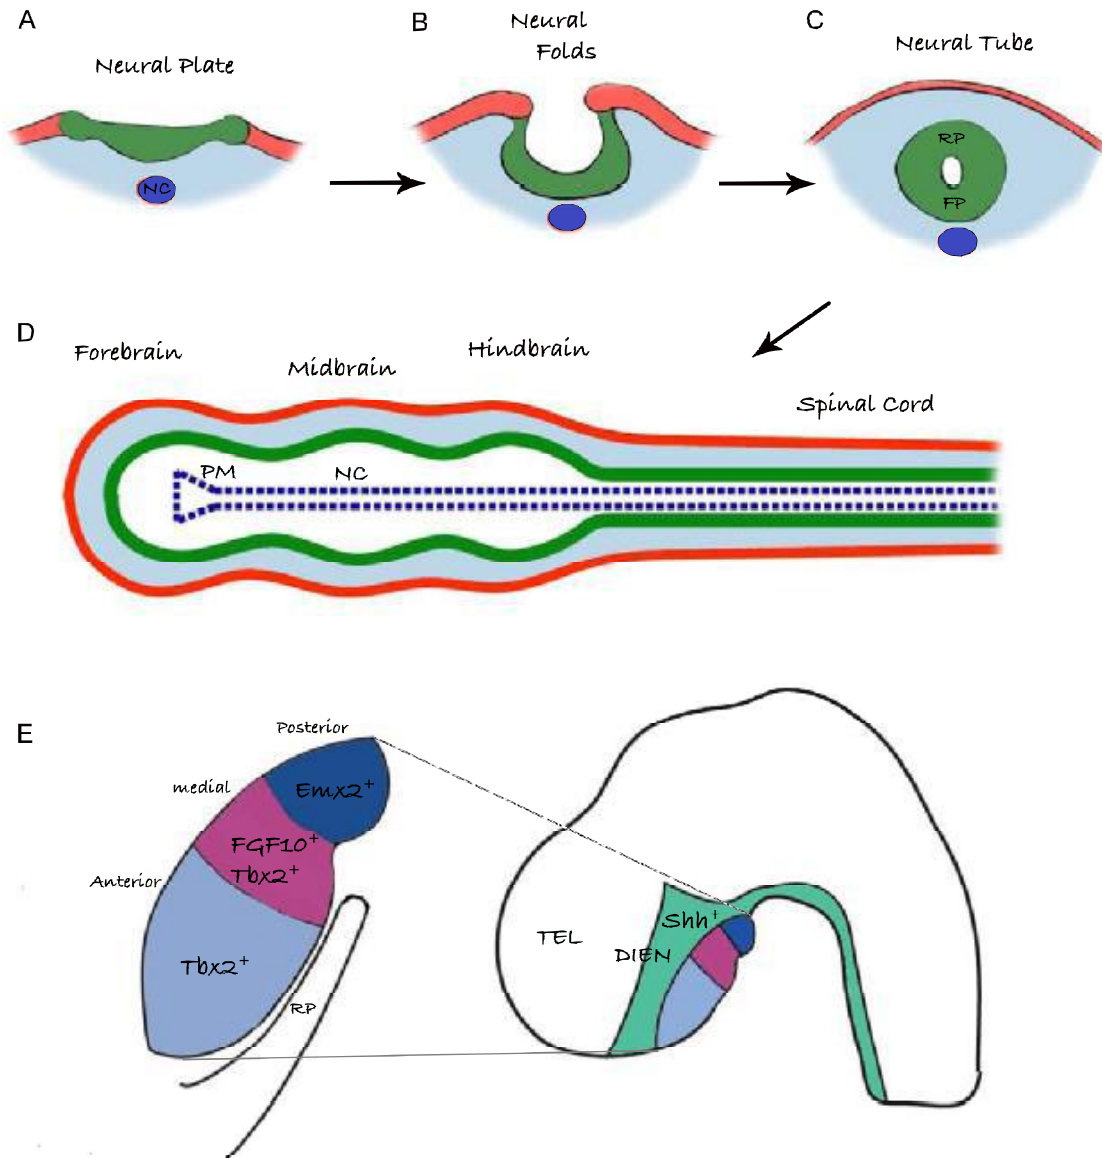 A
Neural Plate
NC
B
Neural
Folds
C
Neural Tube
RP
FP
D
Forebrain
Midbrain
Hindbrain
Spinal Cord
PM
NC
E
Posterior
medial
Anterior
Emx2+
FGF10+
Tbx2+
Tbx2+
RP
TEL
DIEN
Shh+